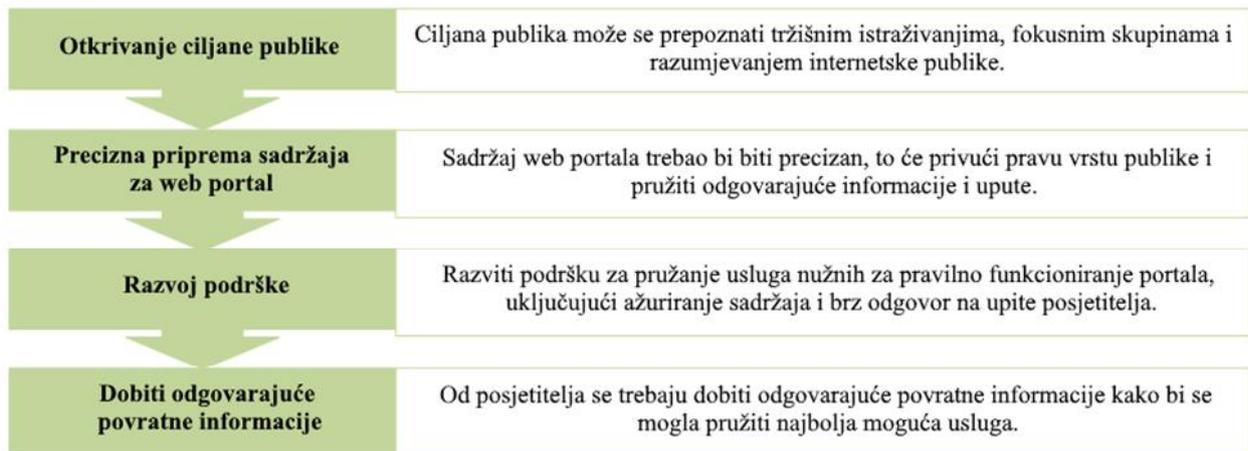 Otkrivanje ciljane publike
Ciljana publika može se prepoznati tržišnim istraživanjima, fokusnim skupinama i
razumjevanjem internetske publike.
Precizna priprema sadržaja
za web portal
Sadržaj web portala trebao bi biti precizan, to će privući pravu vrstu publike i
pružiti odgovarajuće informacije i upute.
Razvoj podrške
Razviti podršku za pružanje usluga nužnih za pravilno funkcioniranje portala,
uključujući ažuriranje sadržaja i brz odgovor na upite posjetitelja.
Dobiti odgovarajuće
povratne informacije
Od posjetitelja se trebaju dobiti odgovarajuće povratne informacije kako bi se
mogla pružiti najbolja moguća usluga.